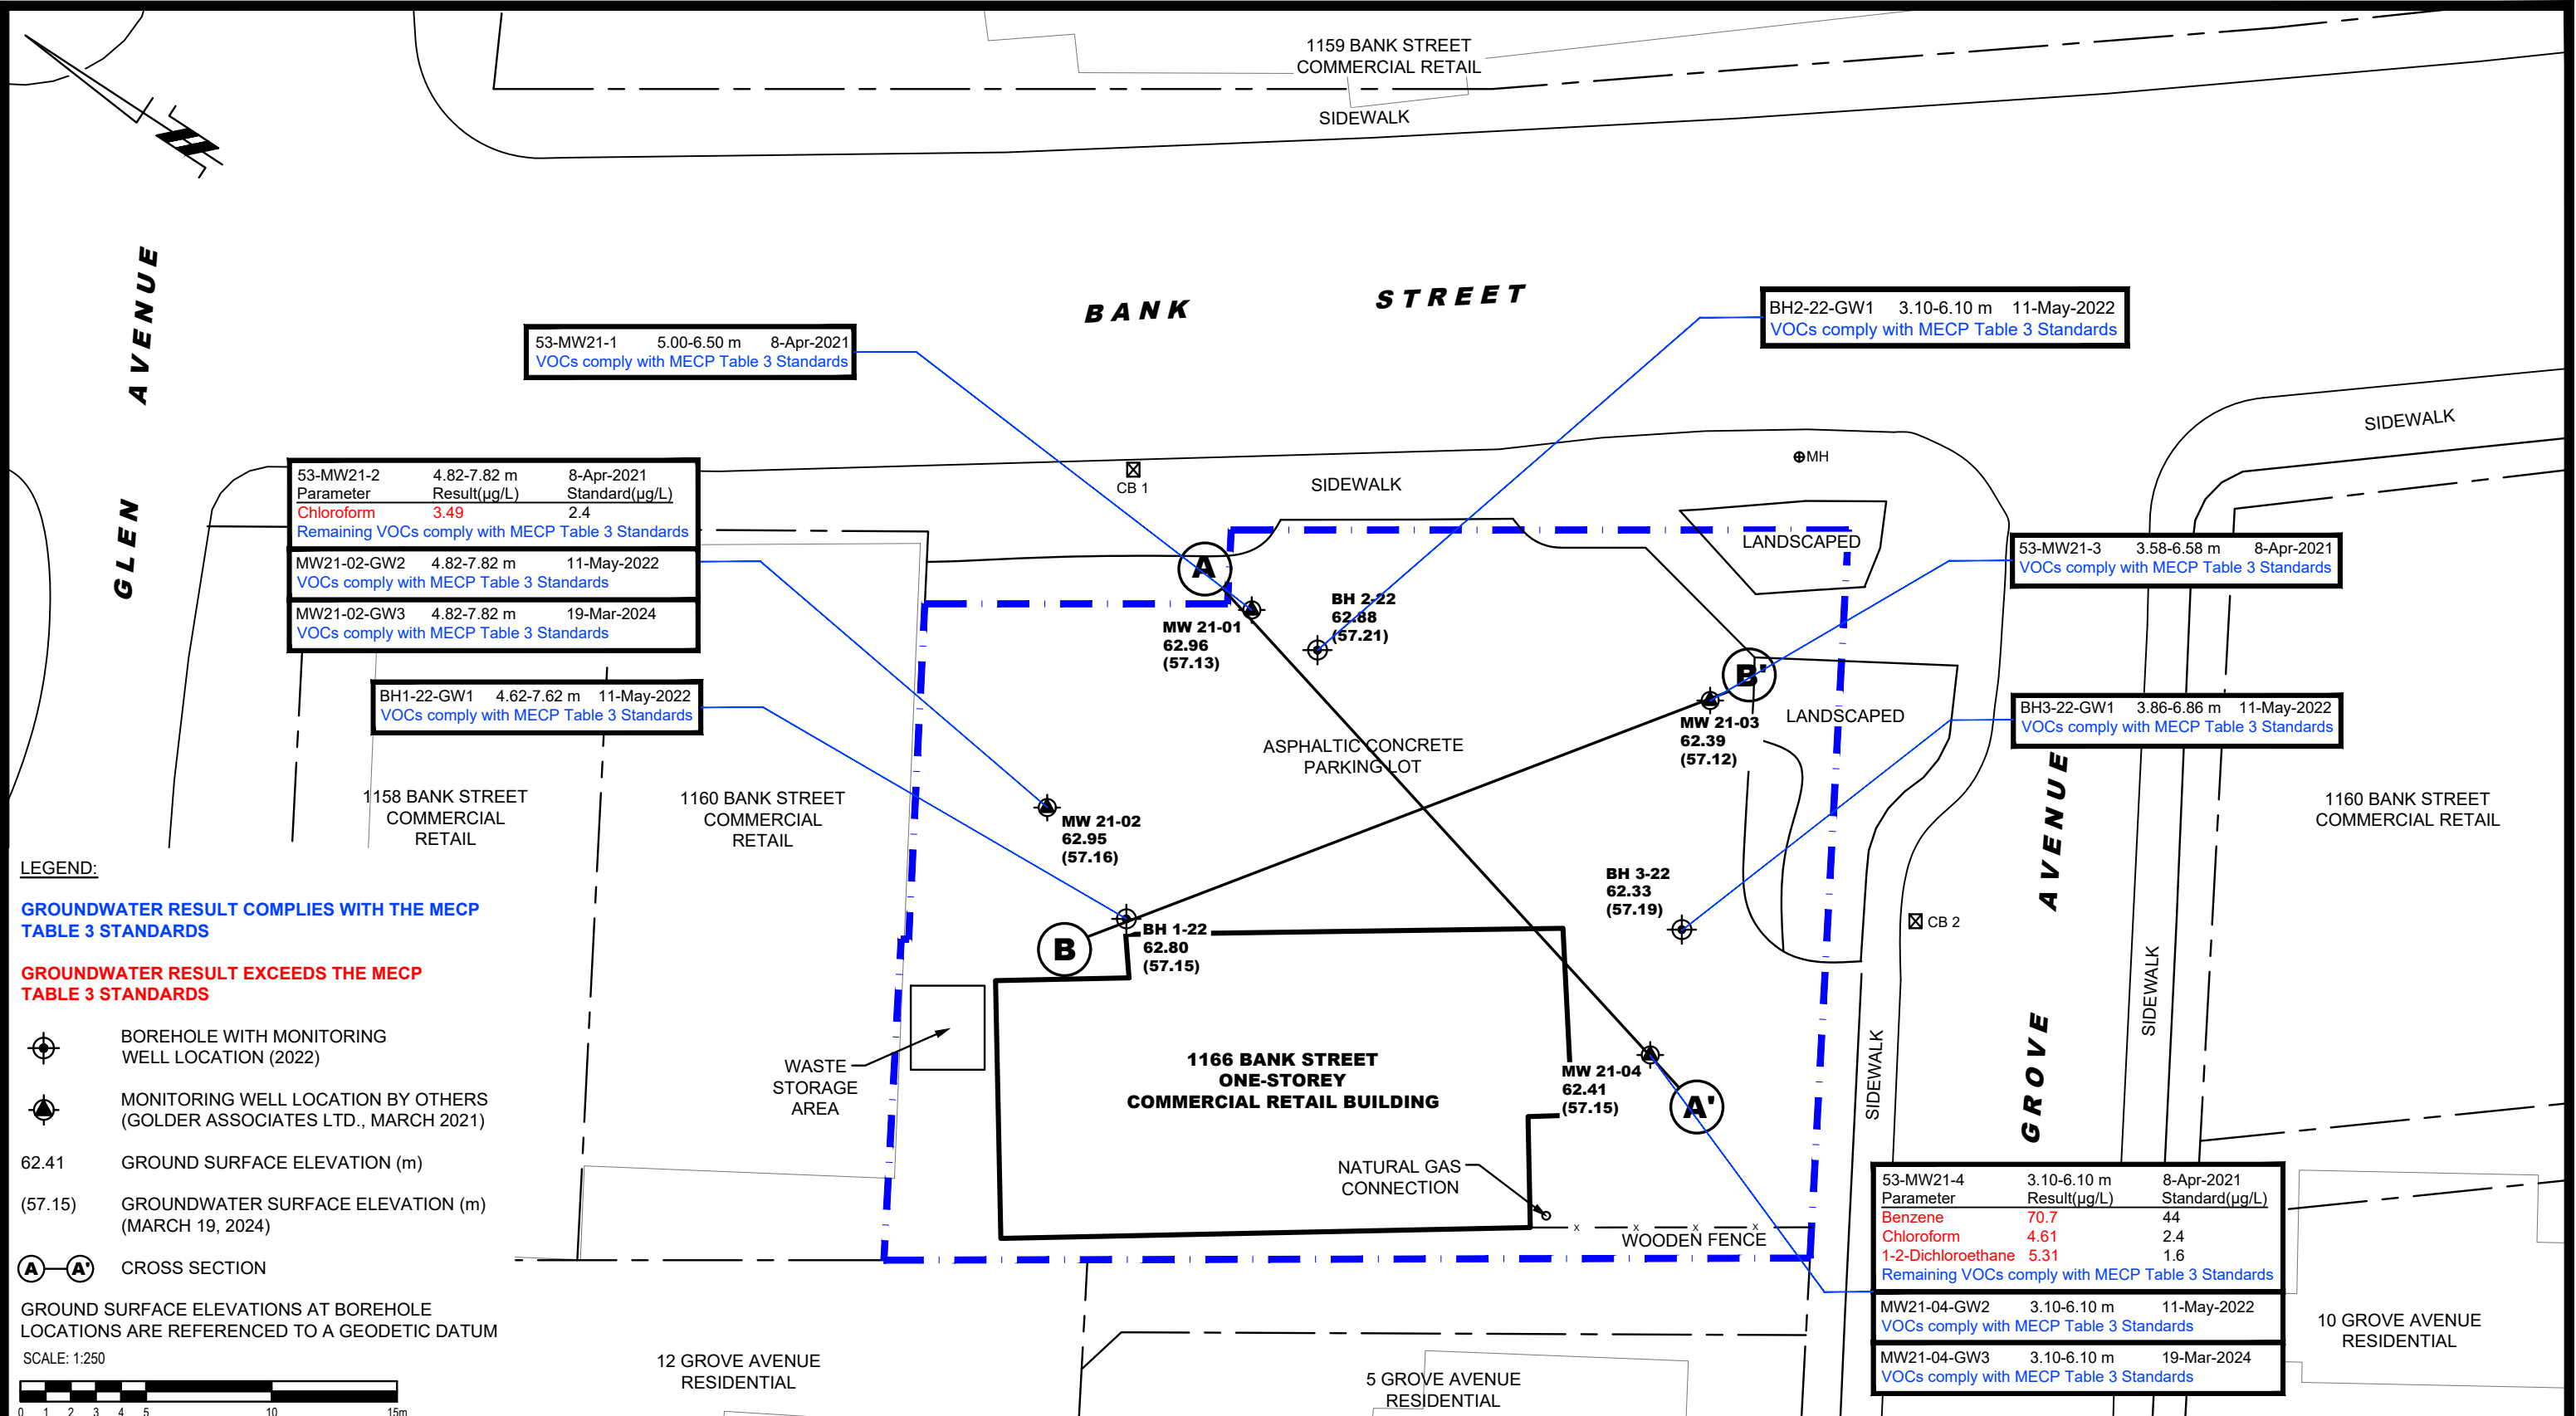 1159 BANK STREET
COMMERCIAL RETAIL
SIDEWALK
GLEN AVENUE
BANK STREET
53-MW21-1 5.00-6.50 m 8-Apr-2021
VOCs comply with MECP Table 3 Standards
BH2-22-GW1 3.10-6.10 m 11-May-2022
VOCs comply with MECP Table 3 Standards
SIDEWALK
53-MW21-2 4.82-7.82 m 8-Apr-2021
Parameter Result(µg/L) Standard(µg/L)
Chloroform 3.49 2.4
Remaining VOCs comply with MECP Table 3 Standards
MW21-02-GW2 4.82-7.82 m 11-May-2022
VOCs comply with MECP Table 3 Standards
MW21-02-GW3 4.82-7.82 m 19-Mar-2024
VOCs comply with MECP Table 3 Standards
BH1-22-GW1 4.62-7.62 m 11-May-2022
VOCs comply with MECP Table 3 Standards
CB 1
SIDEWALK
MH
LANDSCAPED
53-MW21-3 3.58-6.58 m 8-Apr-2021
VOCs comply with MECP Table 3 Standards
A
MW 21-01
62.96
(57.13)
BH 2-22
62.88
(57.21)
B'
MW 21-03
62.39
(57.12)
LANDSCAPED
BH3-22-GW1 3.86-6.86 m 11-May-2022
VOCs comply with MECP Table 3 Standards
ASPHALTIC CONCRETE
PARKING LOT
1158 BANK STREET
COMMERCIAL
RETAIL
1160 BANK STREET
COMMERCIAL
RETAIL
MW 21-02
62.95
(57.16)
1160 BANK STREET
COMMERCIAL RETAIL
BH 3-22
62.33
(57.19)
CB 2
GROVE AVENUE
SIDEWALK
SIDEWALK
B
BH 1-22
62.80
(57.15)
WASTE
STORAGE
AREA
1166 BANK STREET
ONE-STOREY
COMMERCIAL RETAIL BUILDING
MW 21-04
62.41
(57.15)
A'
NATURAL GAS
CONNECTION
x x x x
WOODEN FENCE
53-MW21-4 3.10-6.10 m 8-Apr-2021
Parameter Result(µg/L) Standard(µg/L)
Benzene 70.7 44
Chloroform 4.61 2.4
1-2-Dichloroethane 5.31 1.6
Remaining VOCs comply with MECP Table 3 Standards
MW21-04-GW2 3.10-6.10 m 11-May-2022
VOCs comply with MECP Table 3 Standards
MW21-04-GW3 3.10-6.10 m 19-Mar-2024
VOCs comply with MECP Table 3 Standards
10 GROVE AVENUE
RESIDENTIAL
12 GROVE AVENUE
RESIDENTIAL
5 GROVE AVENUE
RESIDENTIAL
LEGEND:
GROUNDWATER RESULT COMPLIES WITH THE MECP
TABLE 3 STANDARDS
GROUNDWATER RESULT EXCEEDS THE MECP
TABLE 3 STANDARDS
BOREHOLE WITH MONITORING
WELL LOCATION (2022)
MONITORING WELL LOCATION BY OTHERS
(GOLDER ASSOCIATES LTD., MARCH 2021)
62.41 GROUND SURFACE ELEVATION (m)
(57.15) GROUNDWATER SURFACE ELEVATION (m)
(MARCH 19, 2024)
A A' CROSS SECTION
GROUND SURFACE ELEVATIONS AT BOREHOLE
LOCATIONS ARE REFERENCED TO A GEODETIC DATUM
SCALE: 1:250
0 1 2 3 4 5 10 15m